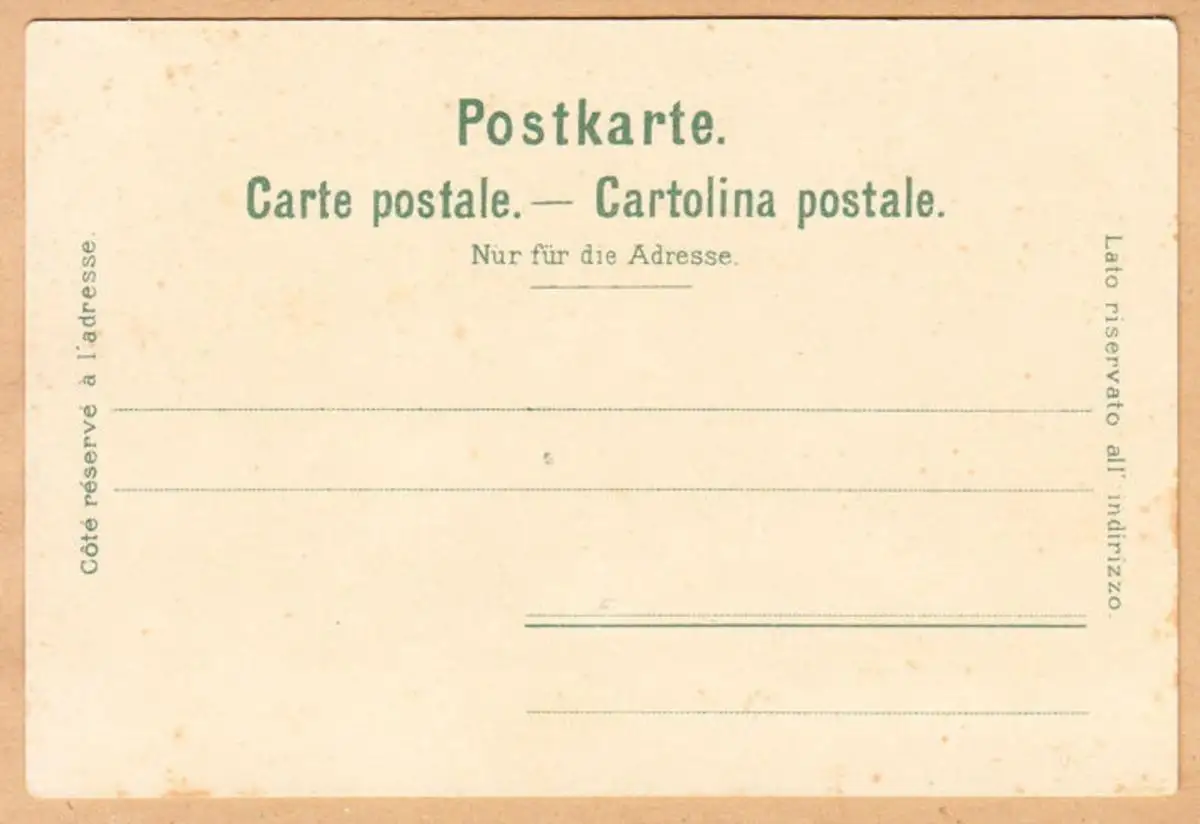 Postkarte.
Carte postale. — Cartolina postale.
Nur für die Adresse.
Côté réservé à l'adresse.
Lato riservato all' indirizzo.